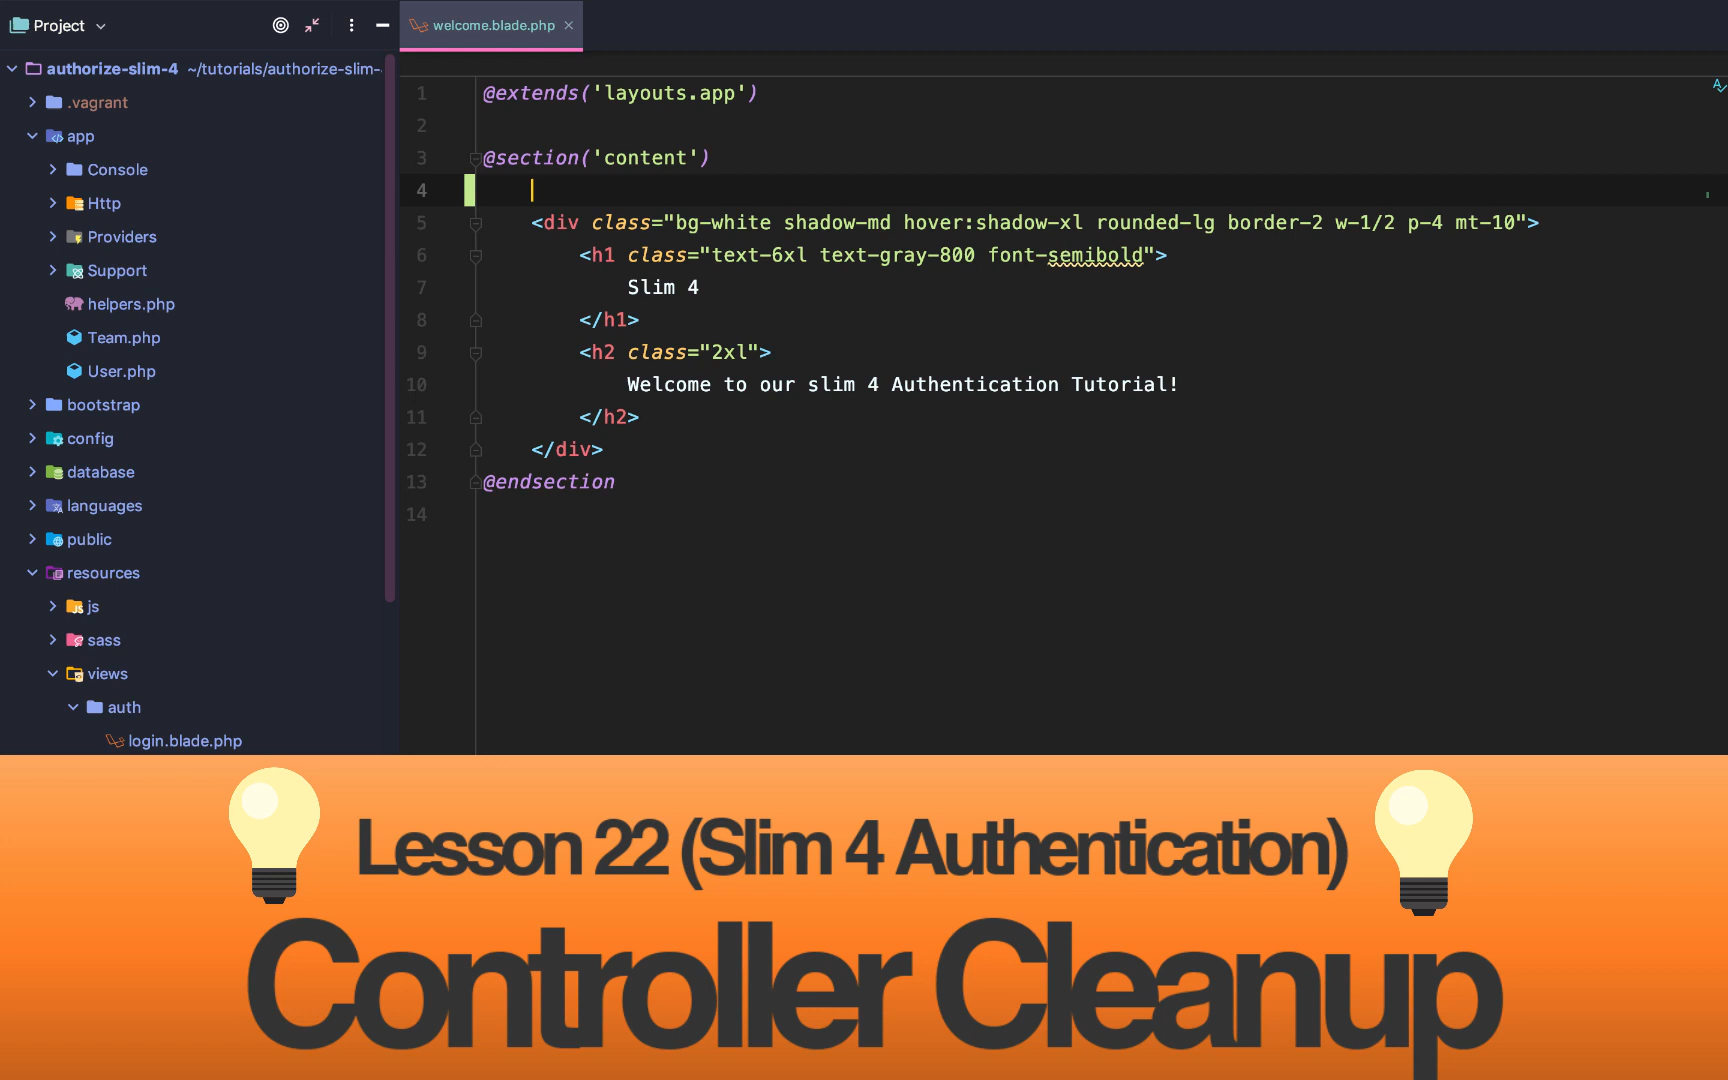 Project
welcome.blade.php
authorize-slim-4 ~/tutorials/authorize-slim-
.vagrant
app
Console
Http
Providers
Support
helpers.php
Team.php
User.php
bootstrap
config
database
languages
public
resources
js
sass
views
auth
login.blade.php
1 @extends('layouts.app')
2
3 @section('content')
4
5 <div class="bg-white shadow-md hover:shadow-xl rounded-lg border-2 w-1/2 p-4 mt-10">
6 <h1 class="text-6xl text-gray-800 font-semibold">
7 Slim 4
8 </h1>
9 <h2 class="2xl">
10 Welcome to our slim 4 Authentication Tutorial!
11 </h2>
12 </div>
13 @endsection
14
Lesson 22 (Slim 4 Authentication)
Controller Cleanup